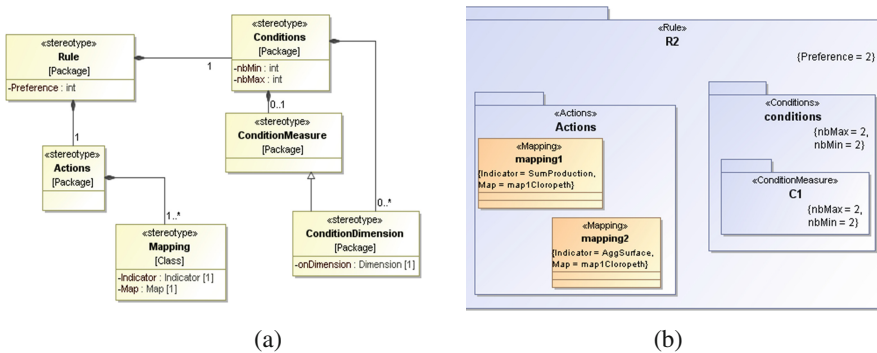 «stereotype»
Rule
[Package]
-Preference : int
1
«stereotype»
Conditions
[Package]
-nbMin : int
-nbMax : int
0..1
«stereotype»
ConditionMeasure
[Package]
1
«stereotype»
Actions
[Package]
1..*
«stereotype»
Mapping
[Class]
-Indicator : Indicator [1]
-Map : Map [1]
0..*
«stereotype»
ConditionDimension
[Package]
-onDimension : Dimension [1]
(a)
«Rule»
R2
{Preference = 2}
«Actions»
Actions
«Mapping»
mapping1
{Indicator = SumProduction,
Map = map1Cloropeth}
«Mapping»
mapping2
{Indicator = AggSurface,
Map = map1Cloropeth}
«Conditions»
conditions
{nbMax = 2,
nbMin = 2}
«ConditionMeasure»
C1
{nbMax = 2,
nbMin = 2}
(b)